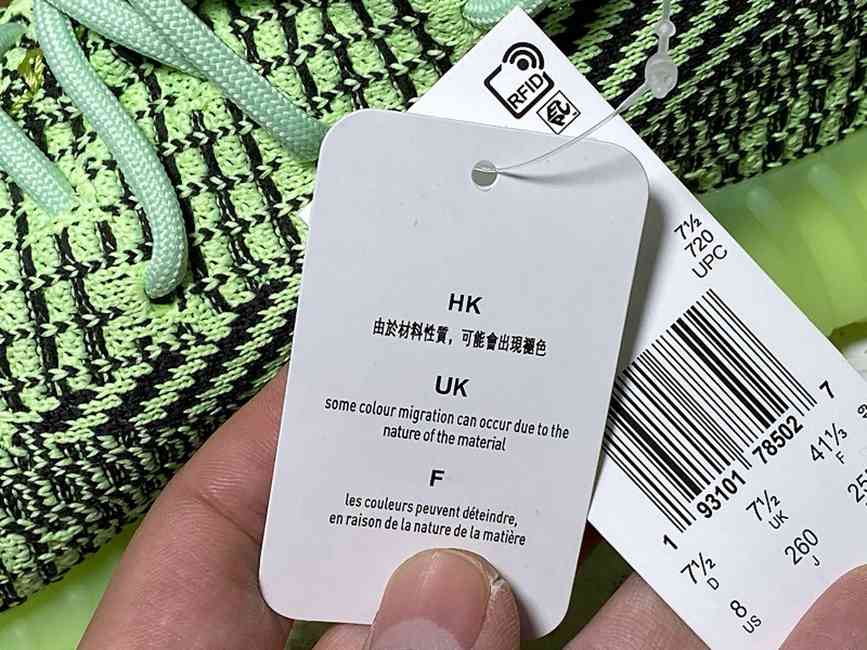 HK
由於材料性質，可能會出現褪色
UK
some colour migration can occur due to the
nature of the material
F
les couleurs peuvent déteindre,
en raison de la nature de la matière
RFID
7½
720
UPC
1 93101 78502 7
7½
D
7½
UK
41⅓
F
8
US
260
J